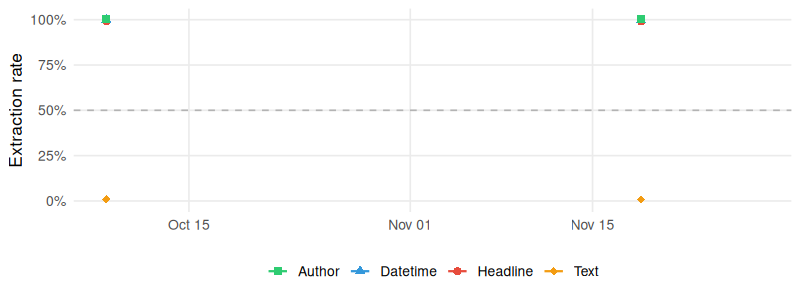 Extraction rate
100%
75%
50%
25%
0%
Oct 15 Nov 01 Nov 15
Author Datetime Headline Text